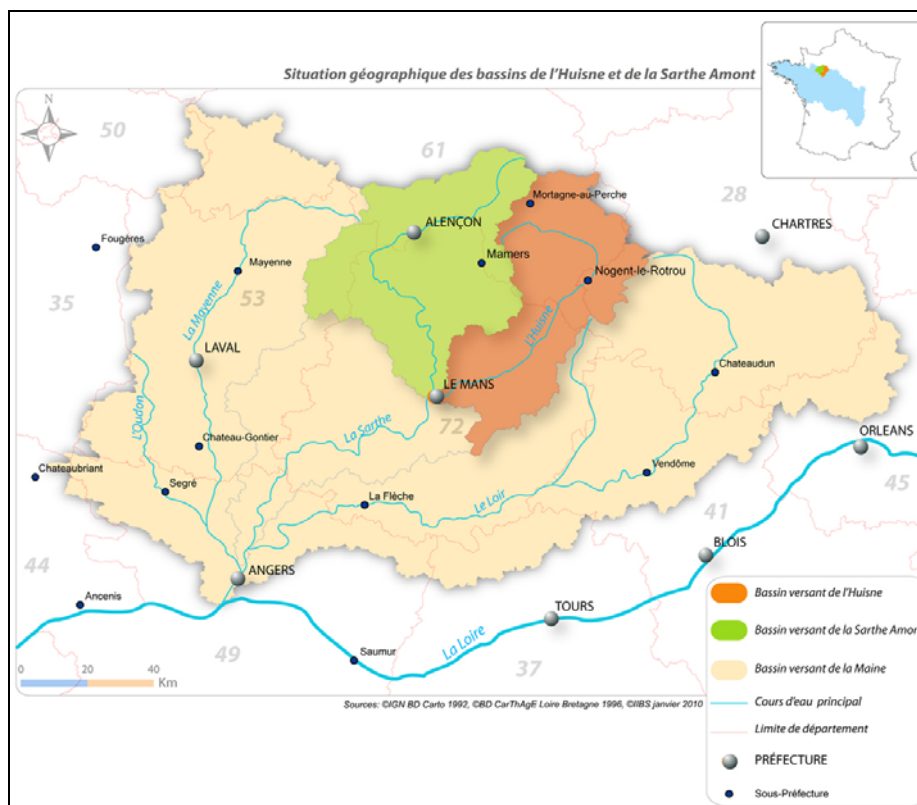 Situation géographique des bassins de l'Huisne et de la Sarthe Amont
N
50
61
28
Mortagne-au-Perche
CHARTRES
ALENÇON
Fougères
Mamers
Mayenne
Nogent-le-Rotrou
35
53
La Mayenne
L'Huisne
LAVAL
Chateaudun
LE MANS
L'Oudon
72
La Sarthe
ORLEANS
Chateau-Gontier
Chateaubriant
Vendôme
45
Segré
La Flèche
Le Loir
41
BLOIS
44
ANGERS
Ancenis
TOURS
La Loire
49
Saumur
37
0 20 40
Km
Sources: ©IGN BD Carto 1992, ©BD CarThAgE Loire Bretagne 1996, ©IIBS janvier 2010
Bassin versant de l'Huisne
Bassin versant de la Sarthe Amont
Bassin versant de la Maine
Cours d'eau principal
Limite de département
PRÉFECTURE
Sous-Préfecture